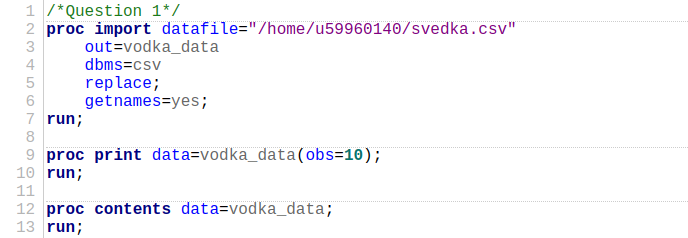 1 /*Question 1*/
2 proc import datafile="/home/u59960140/svedka.csv"
3     out=vodka_data
4     dbms=csv
5     replace;
6     getnames=yes;
7 run;
8
9 proc print data=vodka_data(obs=10);
10 run;
11
12 proc contents data=vodka_data;
13 run;